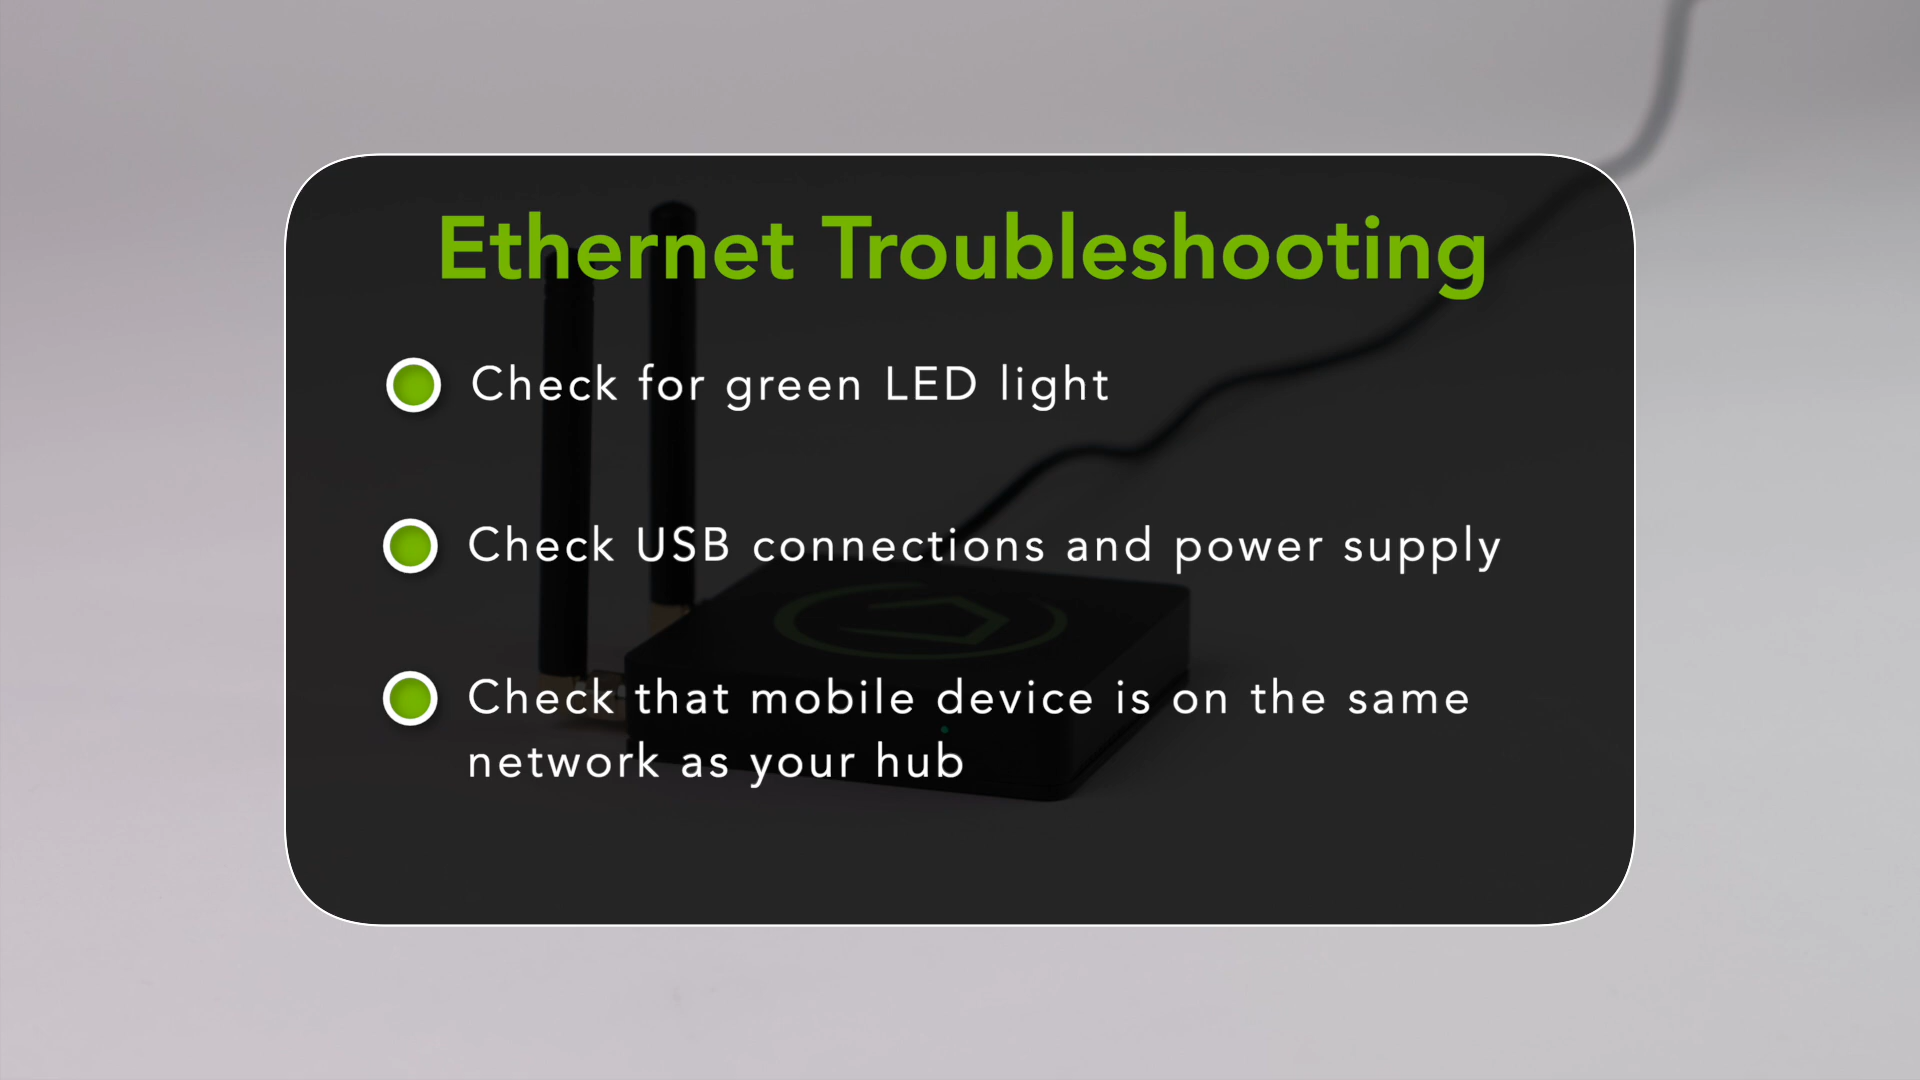 Ethernet Troubleshooting
Check for green LED light
Check USB connections and power supply
Check that mobile device is on the same
network as your hub